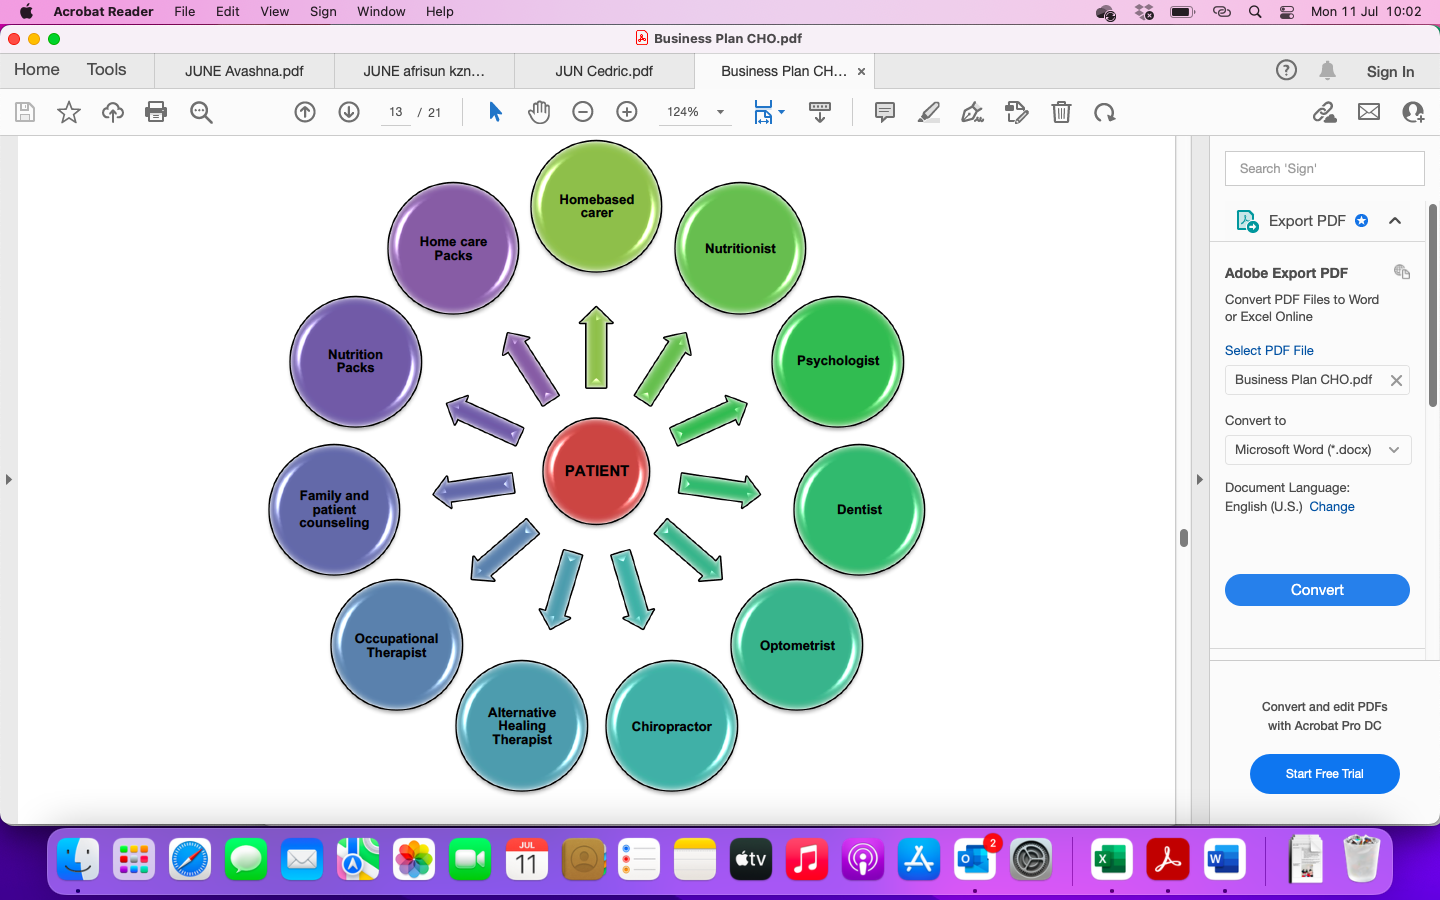 Acrobat Reader File Edit View Sign Window Help Mon 11 Jul 10:02
Business Plan CHO.pdf
Home Tools JUNE Avashna.pdf JUNE afrisun kzn... JUN Cedric.pdf Business Plan CH... × Sign In
13 / 21 124%
Homebased
carer
Nutritionist
Psychologist
Dentist
Optometrist
Chiropractor
Alternative
Healing
Therapist
Occupational
Therapist
Family and
patient
counseling
Nutrition
Packs
Home care
Packs
PATIENT
Search 'Sign'
Export PDF
Adobe Export PDF
Convert PDF Files to Word
or Excel Online
Select PDF File
Business Plan CHO.pdf
Convert to
Microsoft Word (*.docx)
Document Language:
English (U.S.) Change
Convert
Convert and edit PDFs
with Acrobat Pro DC
Start Free Trial
JUL
11
tv
2